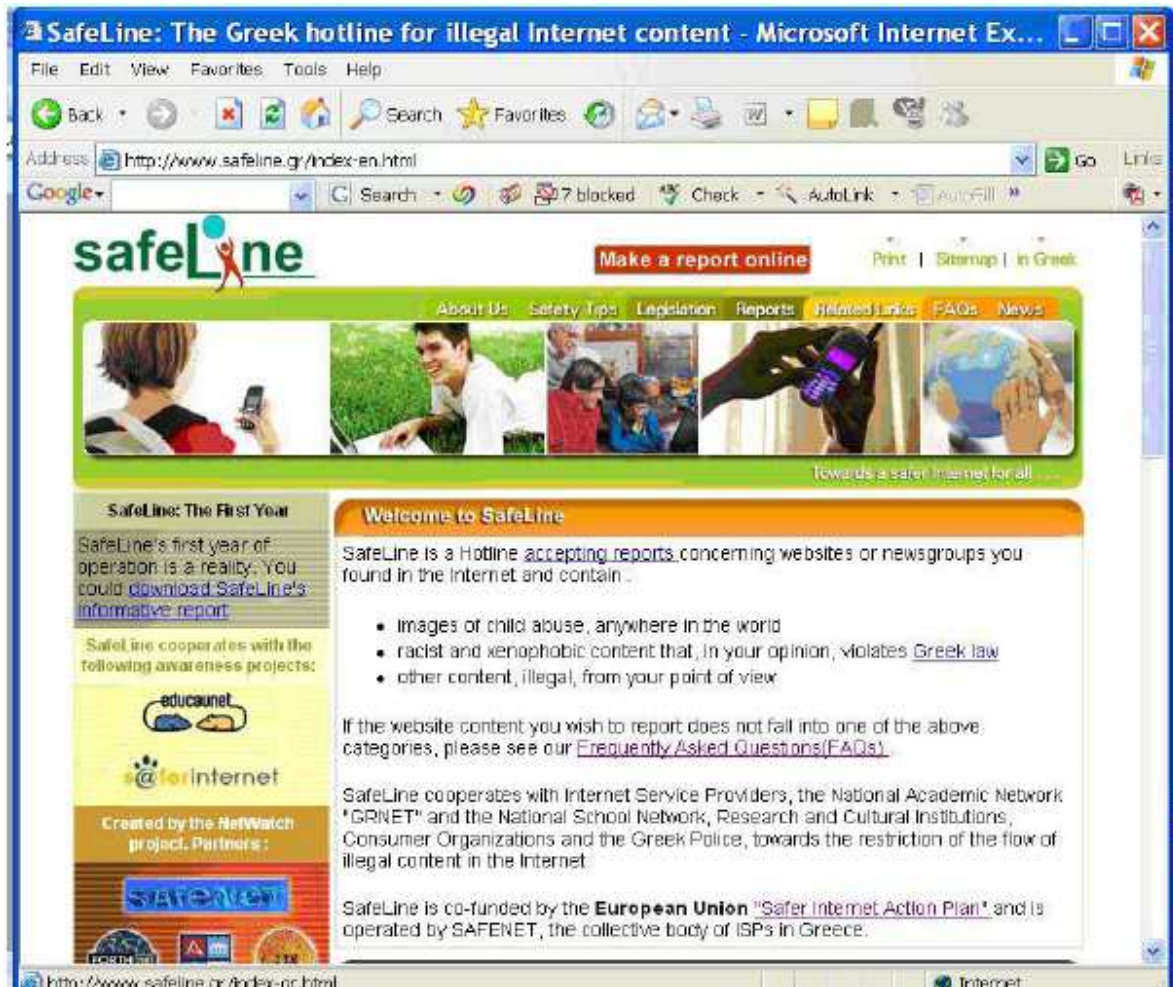 SafeLine: The Greek hotline for illegal Internet content - Microsoft Internet Ex...
File Edit View Favorites Tools Help
Back Search Favorites
Address http://www.safeline.gr/index-en.html Go Links
Google Search 7 blocked Check AutoLink AutoFill »
safeLine
Make a report online
Print | Sitemap | in Greek
About Us Safety Tips Legislation Reports Related Links FAQs News
Towards a safer Internet for all ...
SafeLine: The First Year
SafeLine's first year of
operation is a reality. You
could download SafeLine's
informative report
SafeLine cooperates with the
following awareness projects:
educaunet
s@ferinternet
Created by the NetWatch
project. Partners :
SAFENET
FORTH
Welcome to SafeLine
SafeLine is a Hotline accepting reports concerning websites or newsgroups you
found in the Internet and contain :
• images of child abuse, anywhere in the world
• racist and xenophobic content that, in your opinion, violates Greek law
• other content, illegal, from your point of view
If the website content you wish to report does not fall into one of the above
categories, please see our Frequently Asked Questions(FAQs).
SafeLine cooperates with Internet Service Providers, the National Academic Network
"GRNET" and the National School Network, Research and Cultural Institutions,
Consumer Organizations and the Greek Police, towards the restriction of the flow of
illegal content in the Internet
SafeLine is co-funded by the European Union "Safer Internet Action Plan" and is
operated by SAFENET, the collective body of ISPs in Greece.
http://www.safeline.gr/index-gr.html Internet